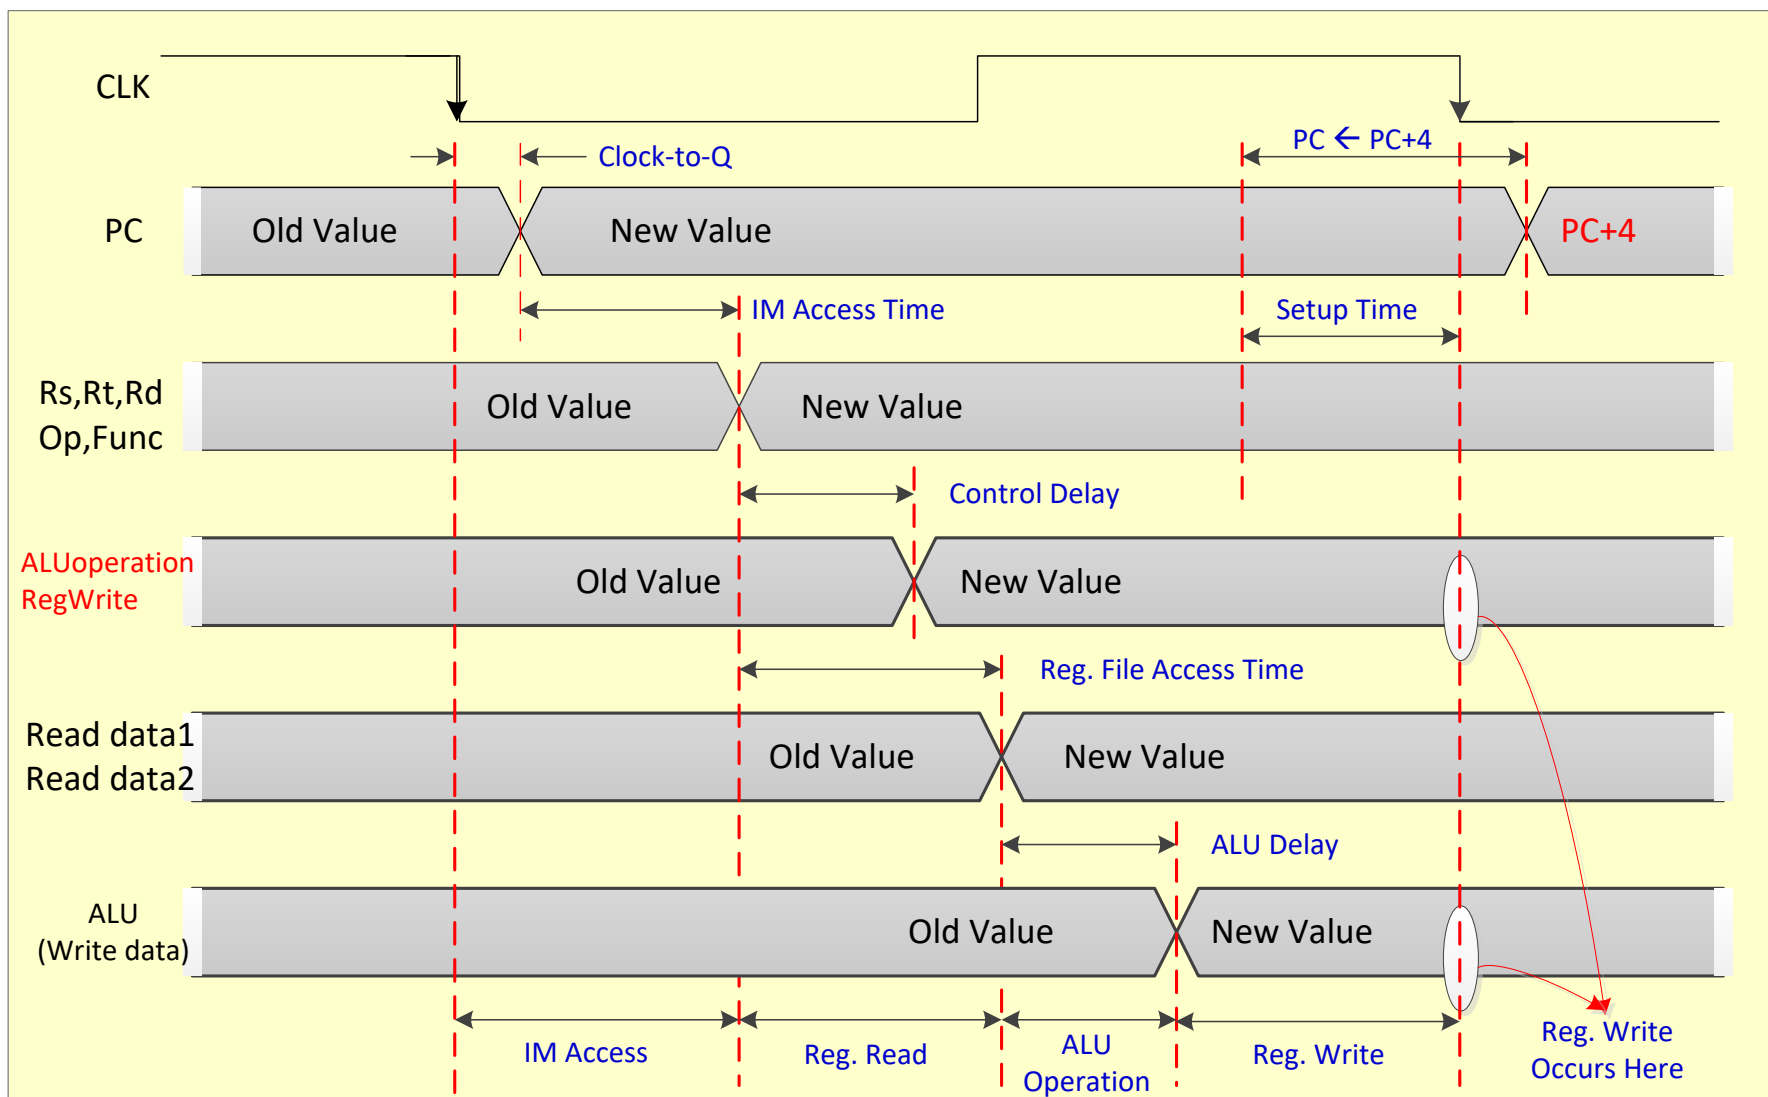 CLK
PC 🡨 PC+4
Clock-to-Q
PC
Old Value
New Value
PC+4
IM Access Time
Setup Time
Rs,Rt,Rd
Op,Func
Old Value
New Value
Control Delay
ALUoperation
RegWrite
Old Value
New Value
Reg. File Access Time
Read data1
Read data2
Old Value
New Value
ALU Delay
ALU
(Write data)
Old Value
New Value
IM Access
Reg. Read
ALU
Operation
Reg. Write
Reg. Write
Occurs Here